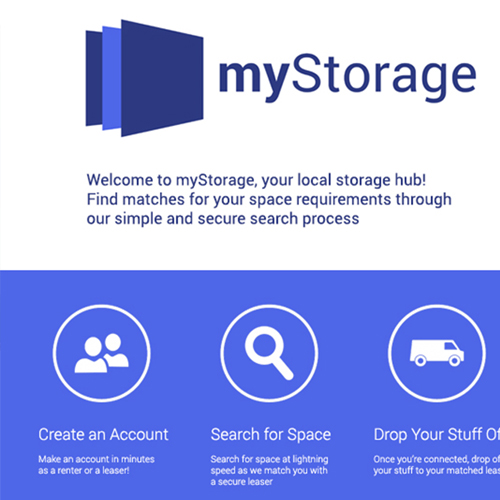 myStorage
Welcome to myStorage, your local storage hub!
Find matches for your space requirements through
our simple and secure search process
Create an Account
Make an account in minutes
as a renter or a leaser!
Search for Space
Search for space at lightning
speed as we match you with
a secure leaser
Drop Your Stuff Of
Once you're connected, drop of
your stuff to your matched leas